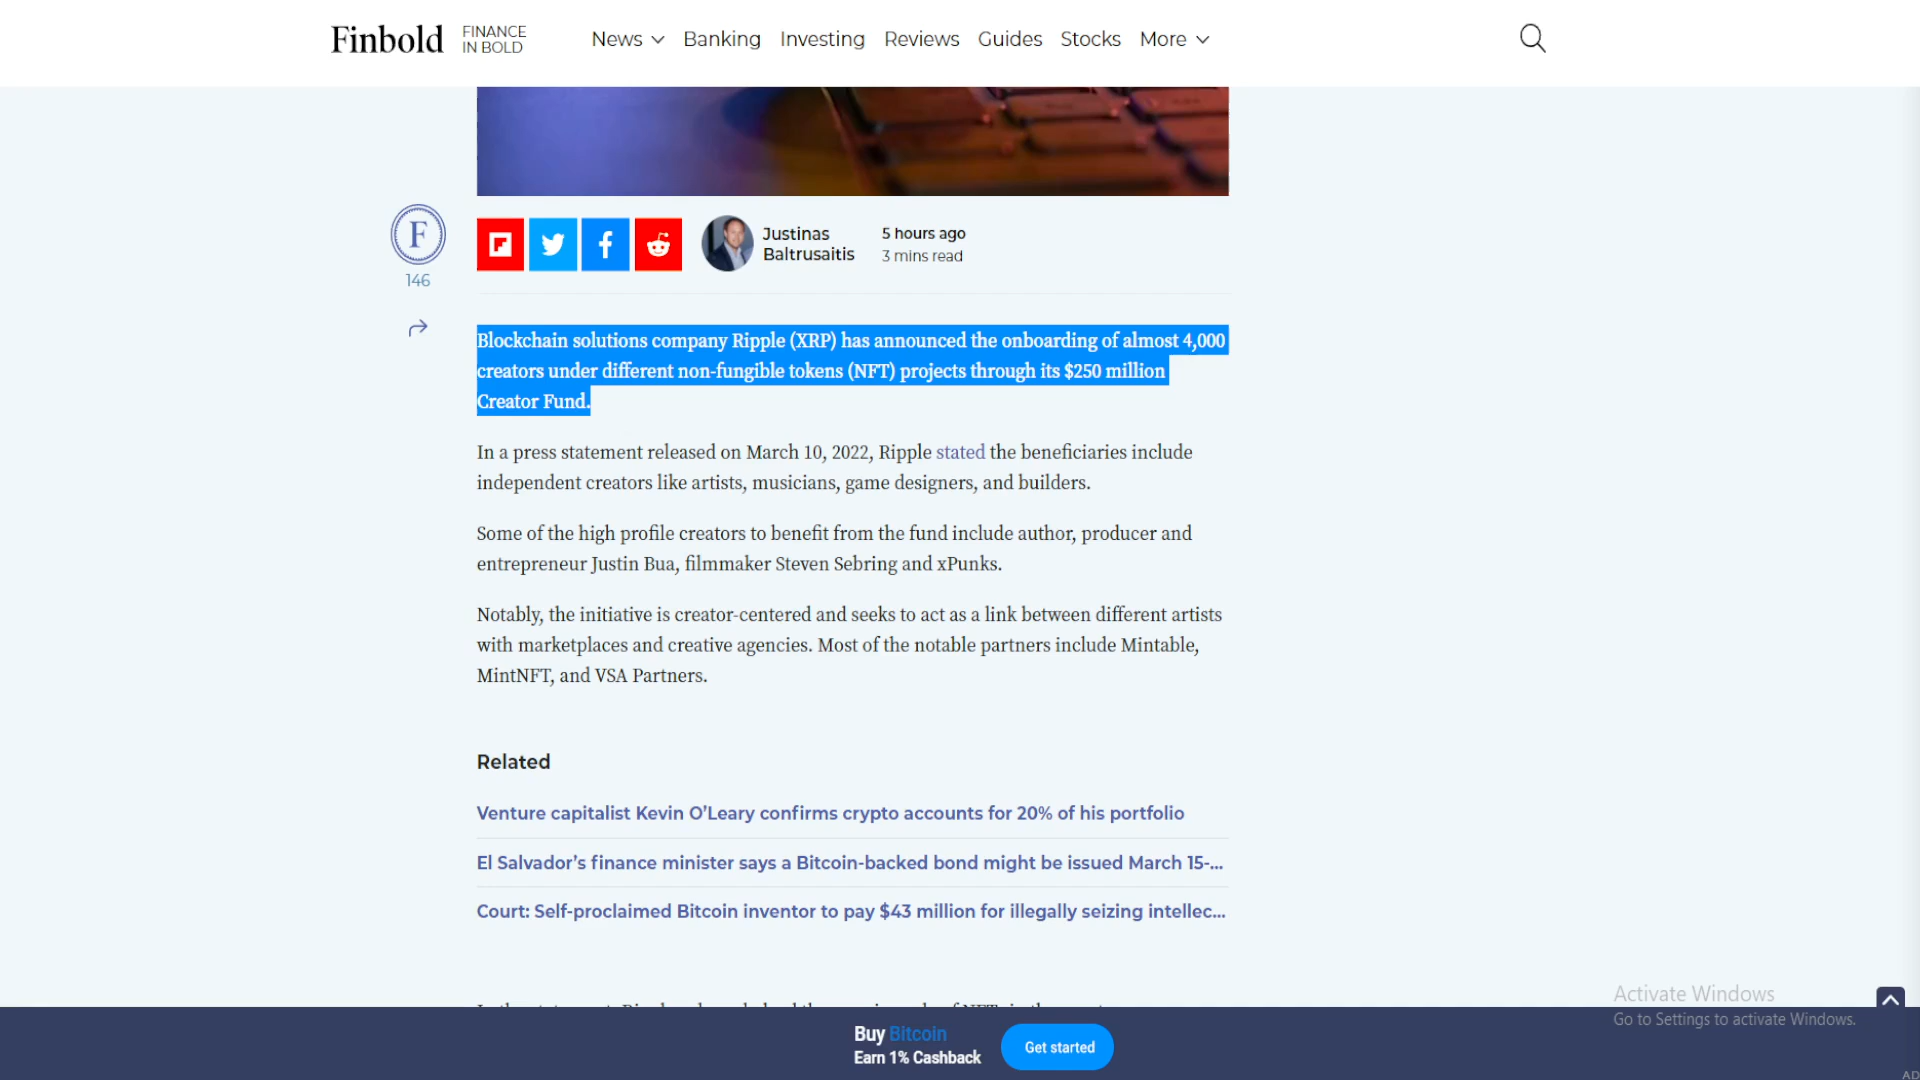 Finbold
FINANCE
IN BOLD
News Banking Investing Reviews Guides Stocks More
F
146
Justinas
Baltrusaitis
5 hours ago
3 mins read
Blockchain solutions company Ripple (XRP) has announced the onboarding of almost 4,000
creators under different non-fungible tokens (NFT) projects through its $250 million
Creator Fund.
In a press statement released on March 10, 2022, Ripple stated the beneficiaries include
independent creators like artists, musicians, game designers, and builders.
Some of the high profile creators to benefit from the fund include author, producer and
entrepreneur Justin Bua, filmmaker Steven Sebring and xPunks.
Notably, the initiative is creator-centered and seeks to act as a link between different artists
with marketplaces and creative agencies. Most of the notable partners include Mintable,
MintNFT, and VSA Partners.
Related
Venture capitalist Kevin O’Leary confirms crypto accounts for 20% of his portfolio
El Salvador’s finance minister says a Bitcoin-backed bond might be issued March 15-...
Court: Self-proclaimed Bitcoin inventor to pay $43 million for illegally seizing intellec...
Activate Windows
Go to Settings to activate Windows.
Buy Bitcoin
Earn 1% Cashback
Get started
AD